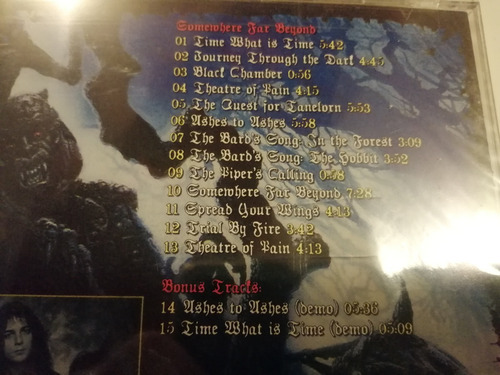 Somewhere Far Beyond
01 Time What is Time 5:42
02 Journey Through the Dark 4:45
03 Black Chamber 0:56
04 Theatre of Pain 4:15
05 The Quest for Tanelorn 5:53
06 Ashes to Ashes 5:58
07 The Bard's Song: In the Forest 3:09
08 The Bard's Song: The Hobbit 3:52
09 The Piper's Calling 0:58
10 Somewhere Far Beyond 7:28
11 Spread Your Wings 4:13
12 Trial By Fire 3:42
13 Theatre of Pain 4:13
Bonus Tracks:
14 Ashes to Ashes (demo) 05:36
15 Time What is Time (demo) 05:09